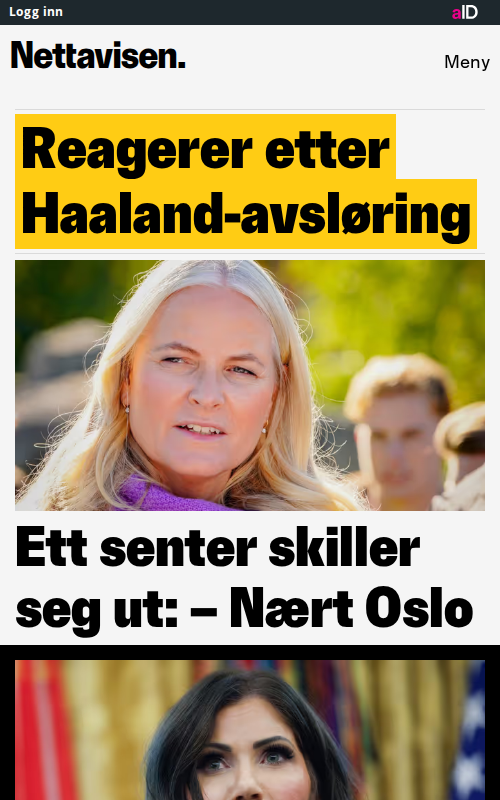 Logg inn
aID
Nettavisen.
Meny
Reagerer etter
Haaland-avsløring
Ett senter skiller
seg ut: – Nært Oslo